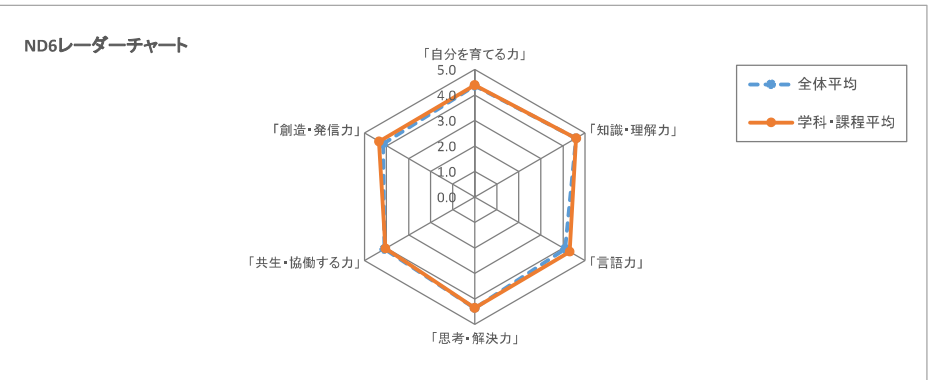 ND6レーダーチャート
「自分を育てる力」
5.0
4.0
3.0
2.0
1.0
0.0
「知識・理解力」
「言語力」
「思考・解決力」
「共生・協働する力」
「創造・発信力」
全体平均
学科・課程平均